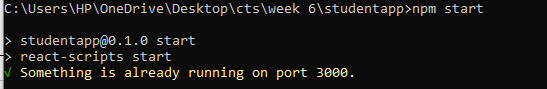 C:\Users\HP\OneDrive\Desktop\cts\week 6\studentapp>npm start
> studentapp@0.1.0 start
> react-scripts start
√ Something is already running on port 3000.